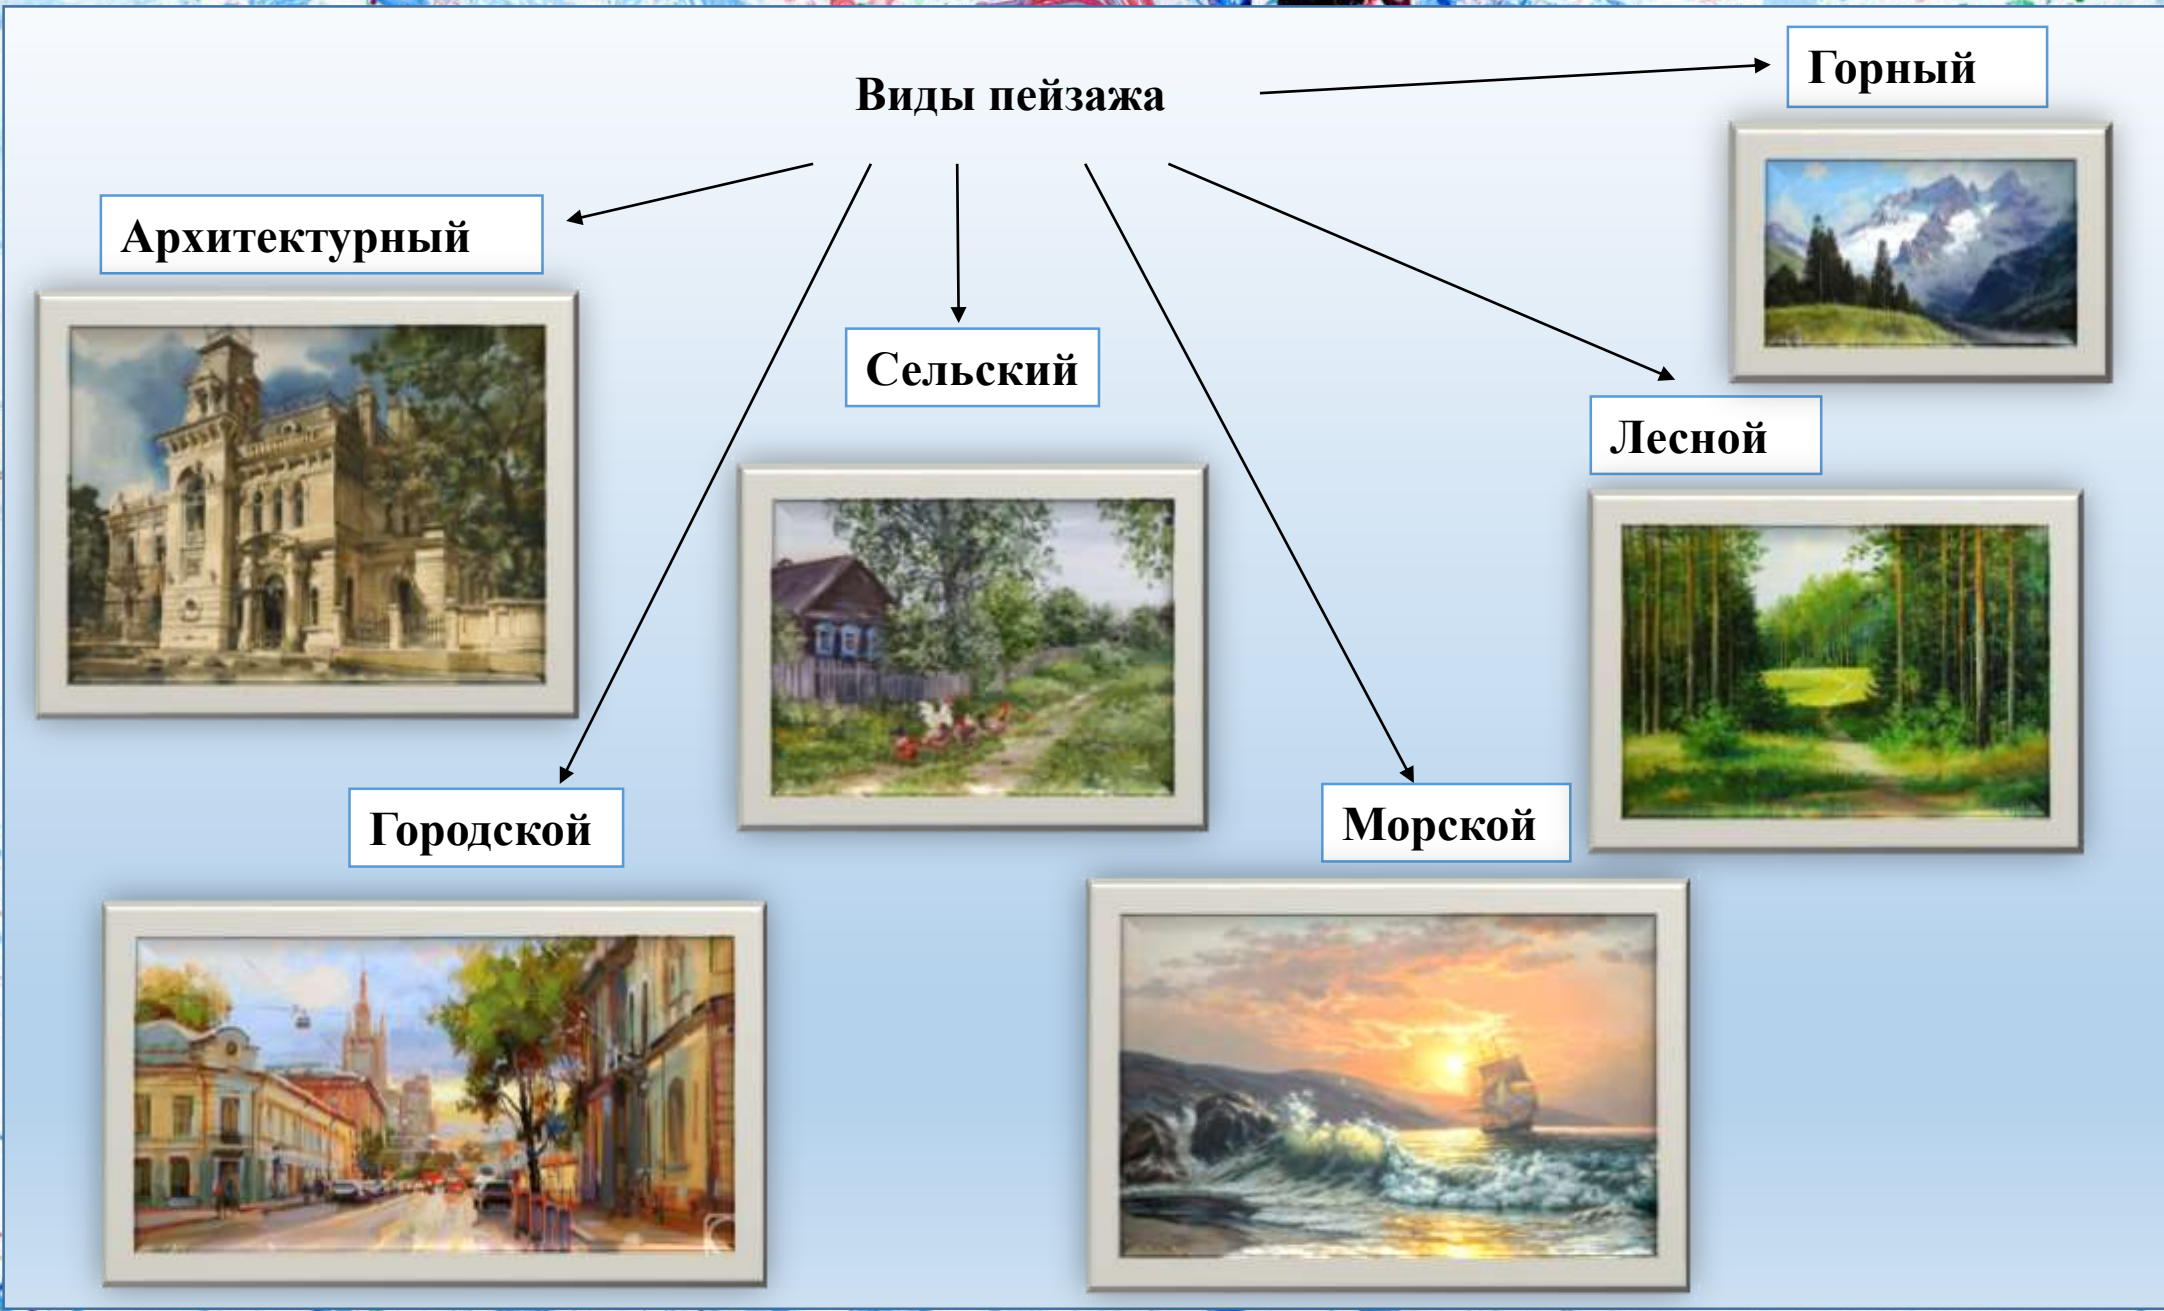 Виды пейзажа
Горный
Архитектурный
Сельский
Лесной
Городской
Морской